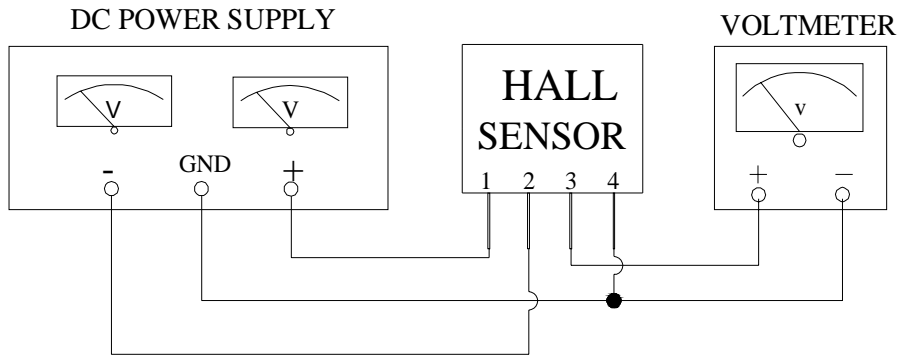 DC POWER SUPPLY
V
V
-
GND
+
HALL
SENSOR
1 2 3 4
VOLTMETER
v
+ −